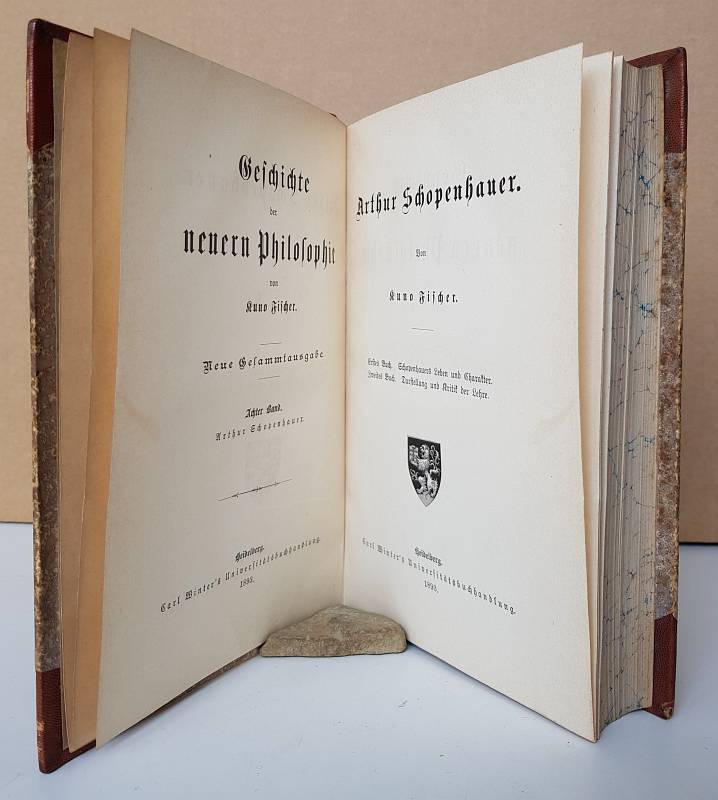 Geschichte
der
neuern Philosophie
von
Kuno Fischer.
Neue Gesammtausgabe.
Achter Band.
Arthur Schopenhauer.
Heidelberg.
Carl Winter's Universitätsbuchhandlung.
1893.
Arthur Schopenhauer.
Von
Kuno Fischer.
Erstes Buch. Schopenhauers Leben und Charakter.
Zweites Buch. Darstellung und Kritik der Lehre.
Heidelberg.
Carl Winter's Universitätsbuchhandlung.
1893.